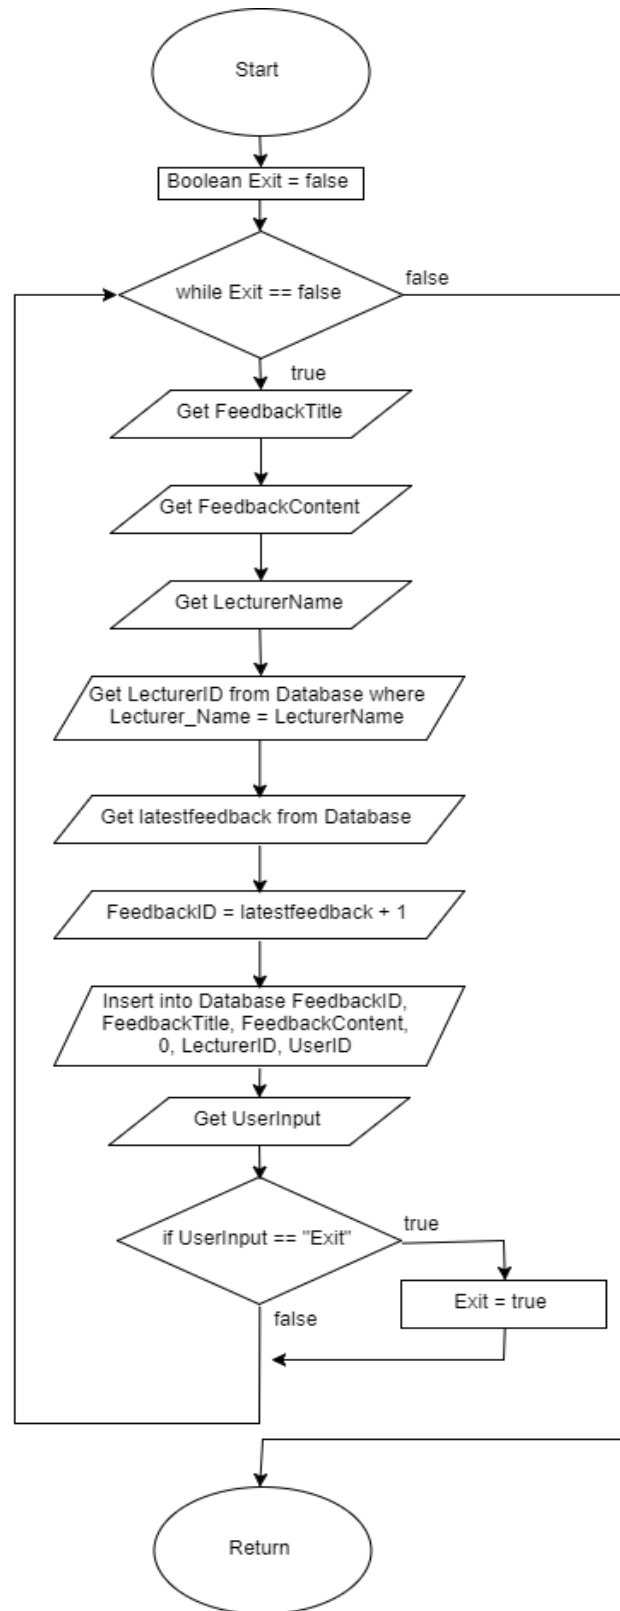 Start
Boolean Exit = false
while Exit == false
false
true
Get FeedbackTitle
Get FeedbackContent
Get LecturerName
Get LecturerID from Database where
Lecturer_Name = LecturerName
Get latestfeedback from Database
FeedbackID = latestfeedback + 1
Insert into Database FeedbackID,
FeedbackTitle, FeedbackContent,
0, LecturerID, UserID
Get UserInput
if UserInput == "Exit"
true
Exit = true
false
Return